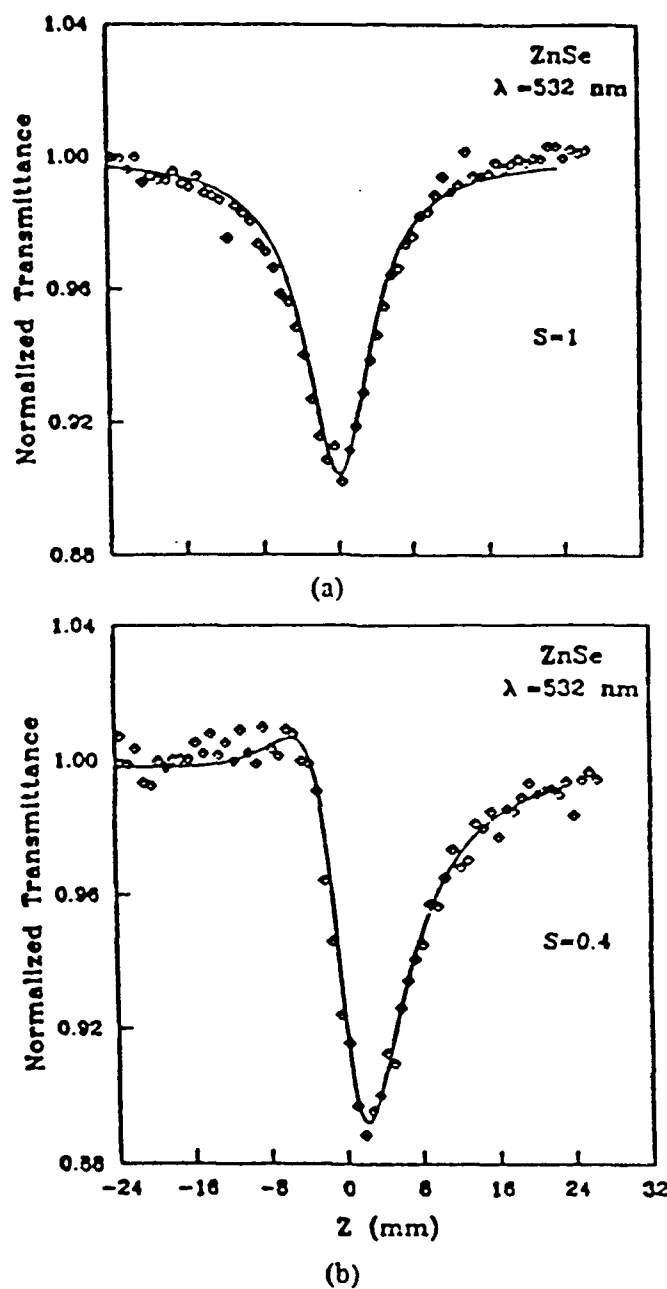 1.04
ZnSe
λ =532 nm
1.00
Normalized Transmittance
0.96
S=1
0.92
0.88
(a)
1.04
ZnSe
λ =532 nm
1.00
Normalized Transmittance
0.96
S=0.4
0.92
0.88
-24 -16 -8 0 8 16 24 32
Z (mm)
(b)